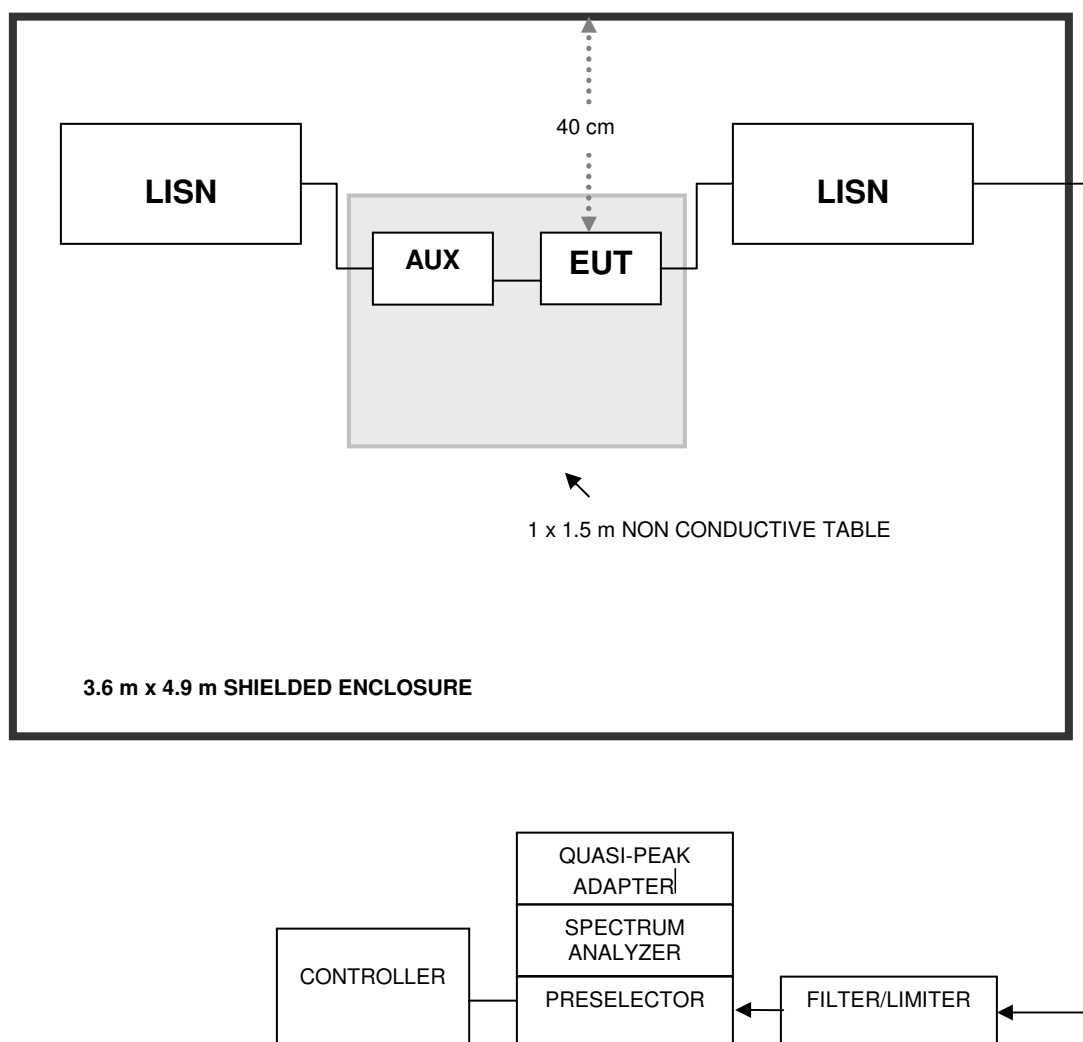 40 cm
LISN
LISN
AUX
EUT
1 x 1.5 m NON CONDUCTIVE TABLE
3.6 m x 4.9 m SHIELDED ENCLOSURE
QUASI-PEAK
ADAPTER
SPECTRUM
ANALYZER
CONTROLLER
PRESELECTOR
FILTER/LIMITER